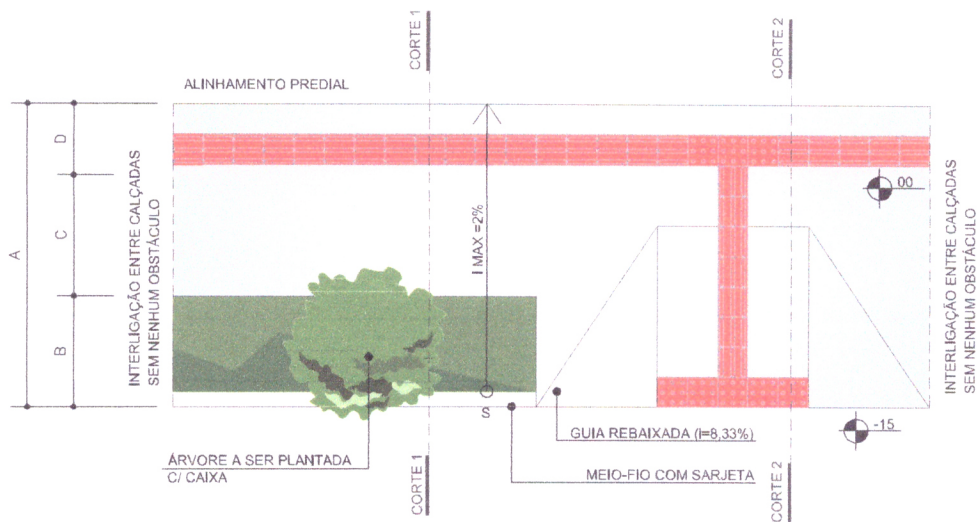 CORTE 1
CORTE 2
ALINHAMENTO PREDIAL
D
C
A
B
INTERLIGAÇÃO ENTRE CALÇADAS
SEM NENHUM OBSTÁCULO
I MAX =2%
00
INTERLIGAÇÃO ENTRE CALÇADAS
SEM NENHUM OBSTÁCULO
S
-15
GUIA REBAIXADA (i=8,33%)
ÁRVORE A SER PLANTADA
C/ CAIXA
MEIO-FIO COM SARJETA
CORTE 1
CORTE 2